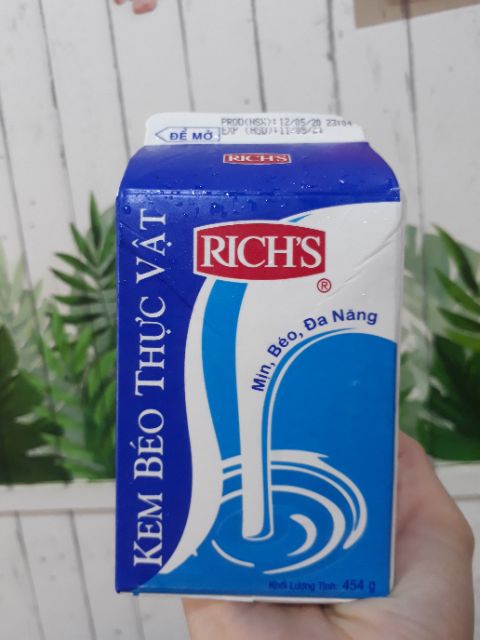 PROD(NSX):12/05/20 23:04
EXP (HSD):11/05/21
ĐỂ MỞ
RICH'S
RICH'S
®
Mịn, Béo, Đa Năng
KEM BÉO THỰC VẬT
Khối Lượng Tịnh: 454 g